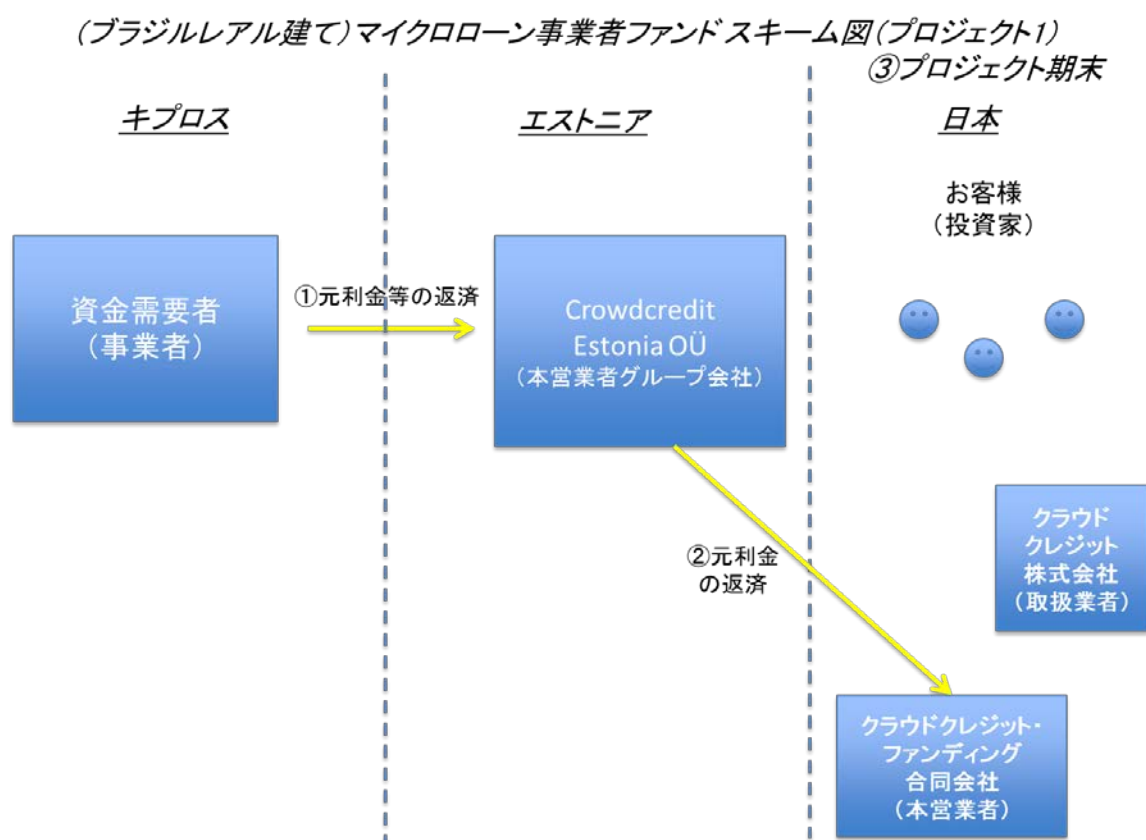 (ブラジルレアル建て)マイクロローン事業者ファンド スキーム図(プロジェクト1)
③プロジェクト期末
キプロス
エストニア
日本
お客様
(投資家)
資金需要者
(事業者)
①元利金等の返済
Crowdcredit
Estonia OÜ
(本営業者グループ会社)
②元利金
の返済
クラウド
クレジット
株式会社
(取扱業者)
クラウドクレジット・
ファンディング
合同会社
(本営業者)